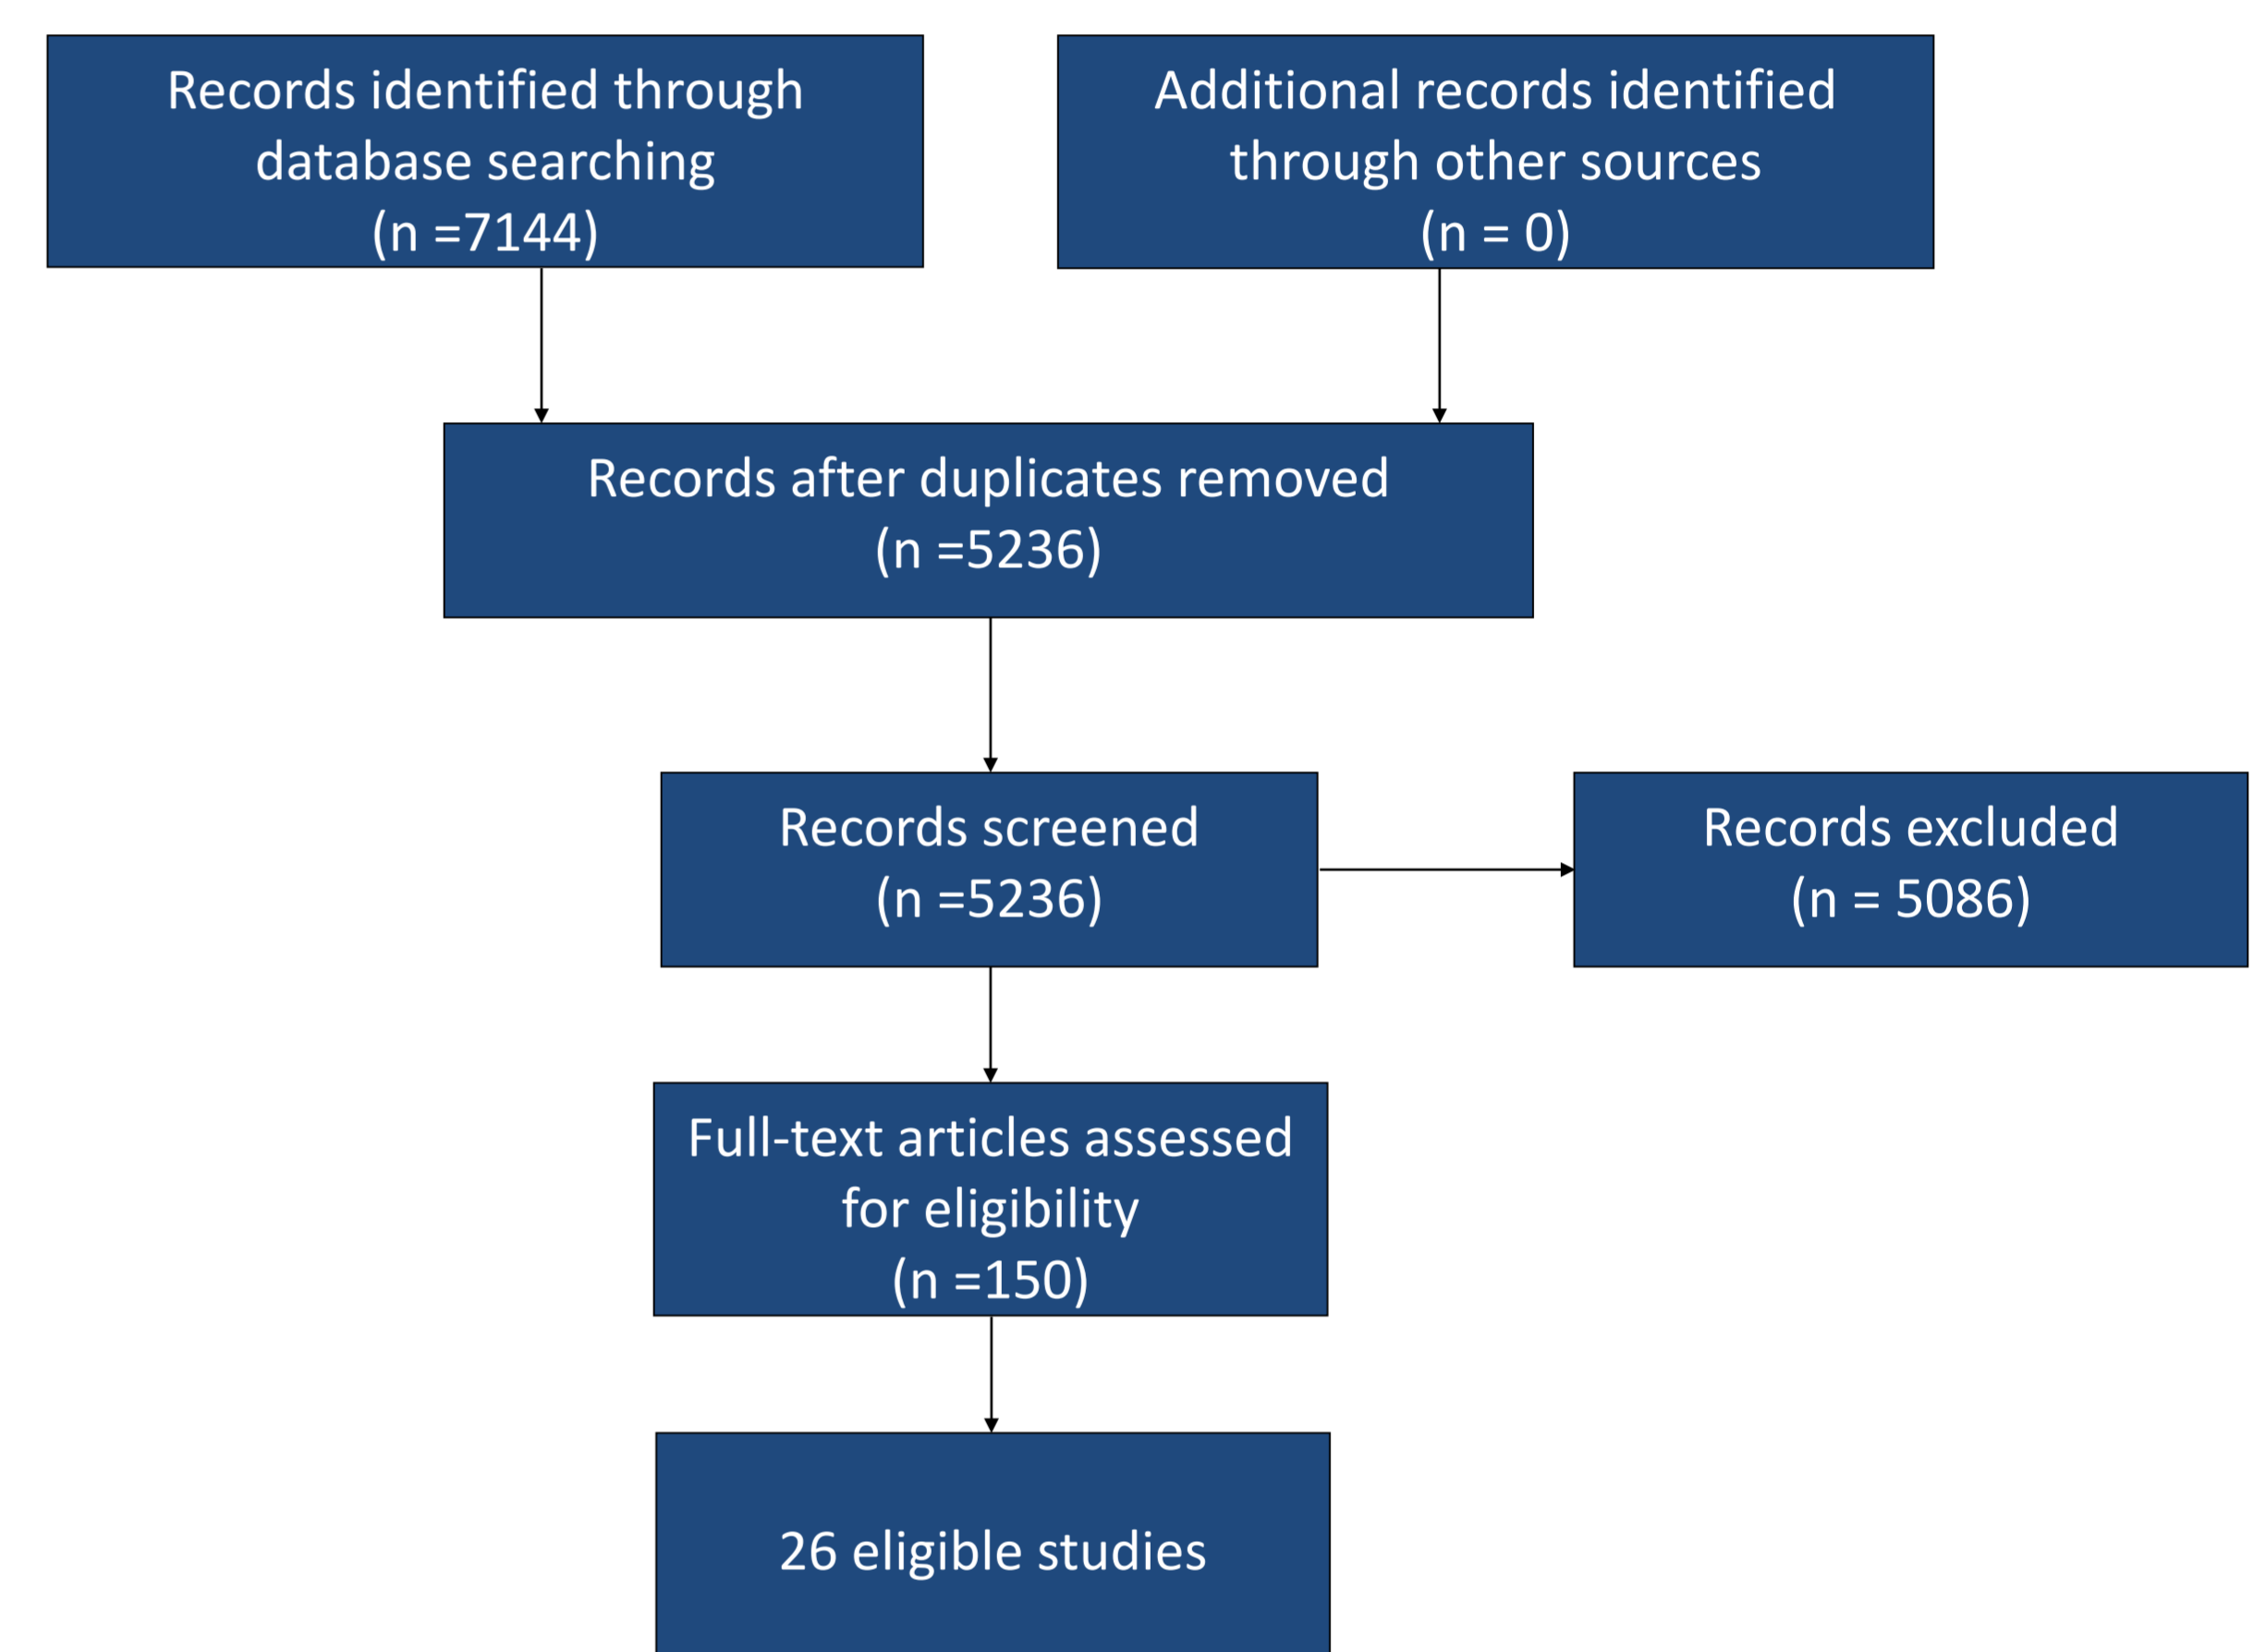 Records identified through
database searching
(n =7144)
Additional records identified
through other sources
(n = 0)
Records after duplicates removed
(n =5236)
Records screened
(n =5236)
Records excluded
(n = 5086)
Full-text articles assessed
for eligibility
(n =150)
26 eligible studies